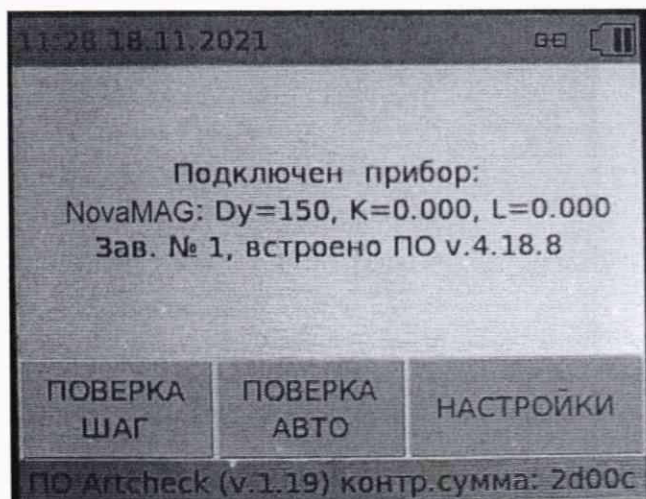 11:28 18.11.2021
Подключен прибор:
NovaMAG: Dy=150, K=0.000, L=0.000
Зав. № 1, встроено ПО v.4.18.8
ПОВЕРКА ШАГ
ПОВЕРКА АВТО
НАСТРОЙКИ
ПО Artcheck (v.1.19) контр.сумма: 2d00c